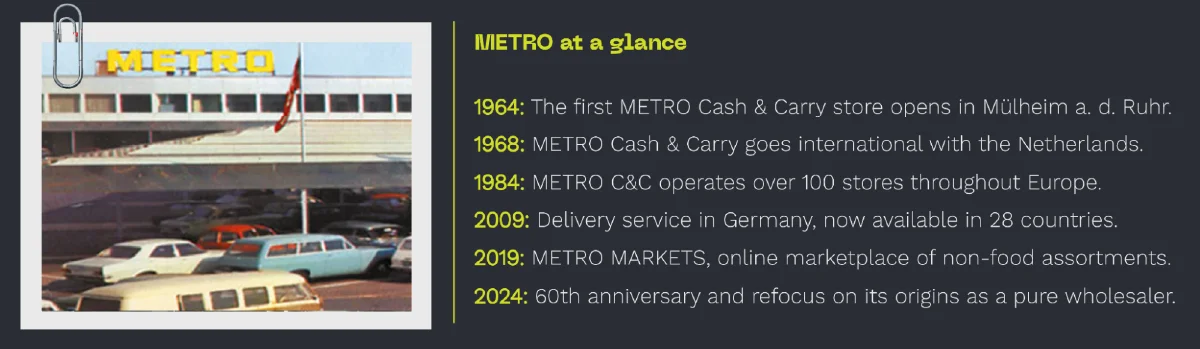 METRO
METRO at a glance
1964: The first METRO Cash & Carry store opens in Mülheim a. d. Ruhr.
1968: METRO Cash & Carry goes international with the Netherlands.
1984: METRO C&C operates over 100 stores throughout Europe.
2009: Delivery service in Germany, now available in 28 countries.
2019: METRO MARKETS, online marketplace of non-food assortments.
2024: 60th anniversary and refocus on its origins as a pure wholesaler.